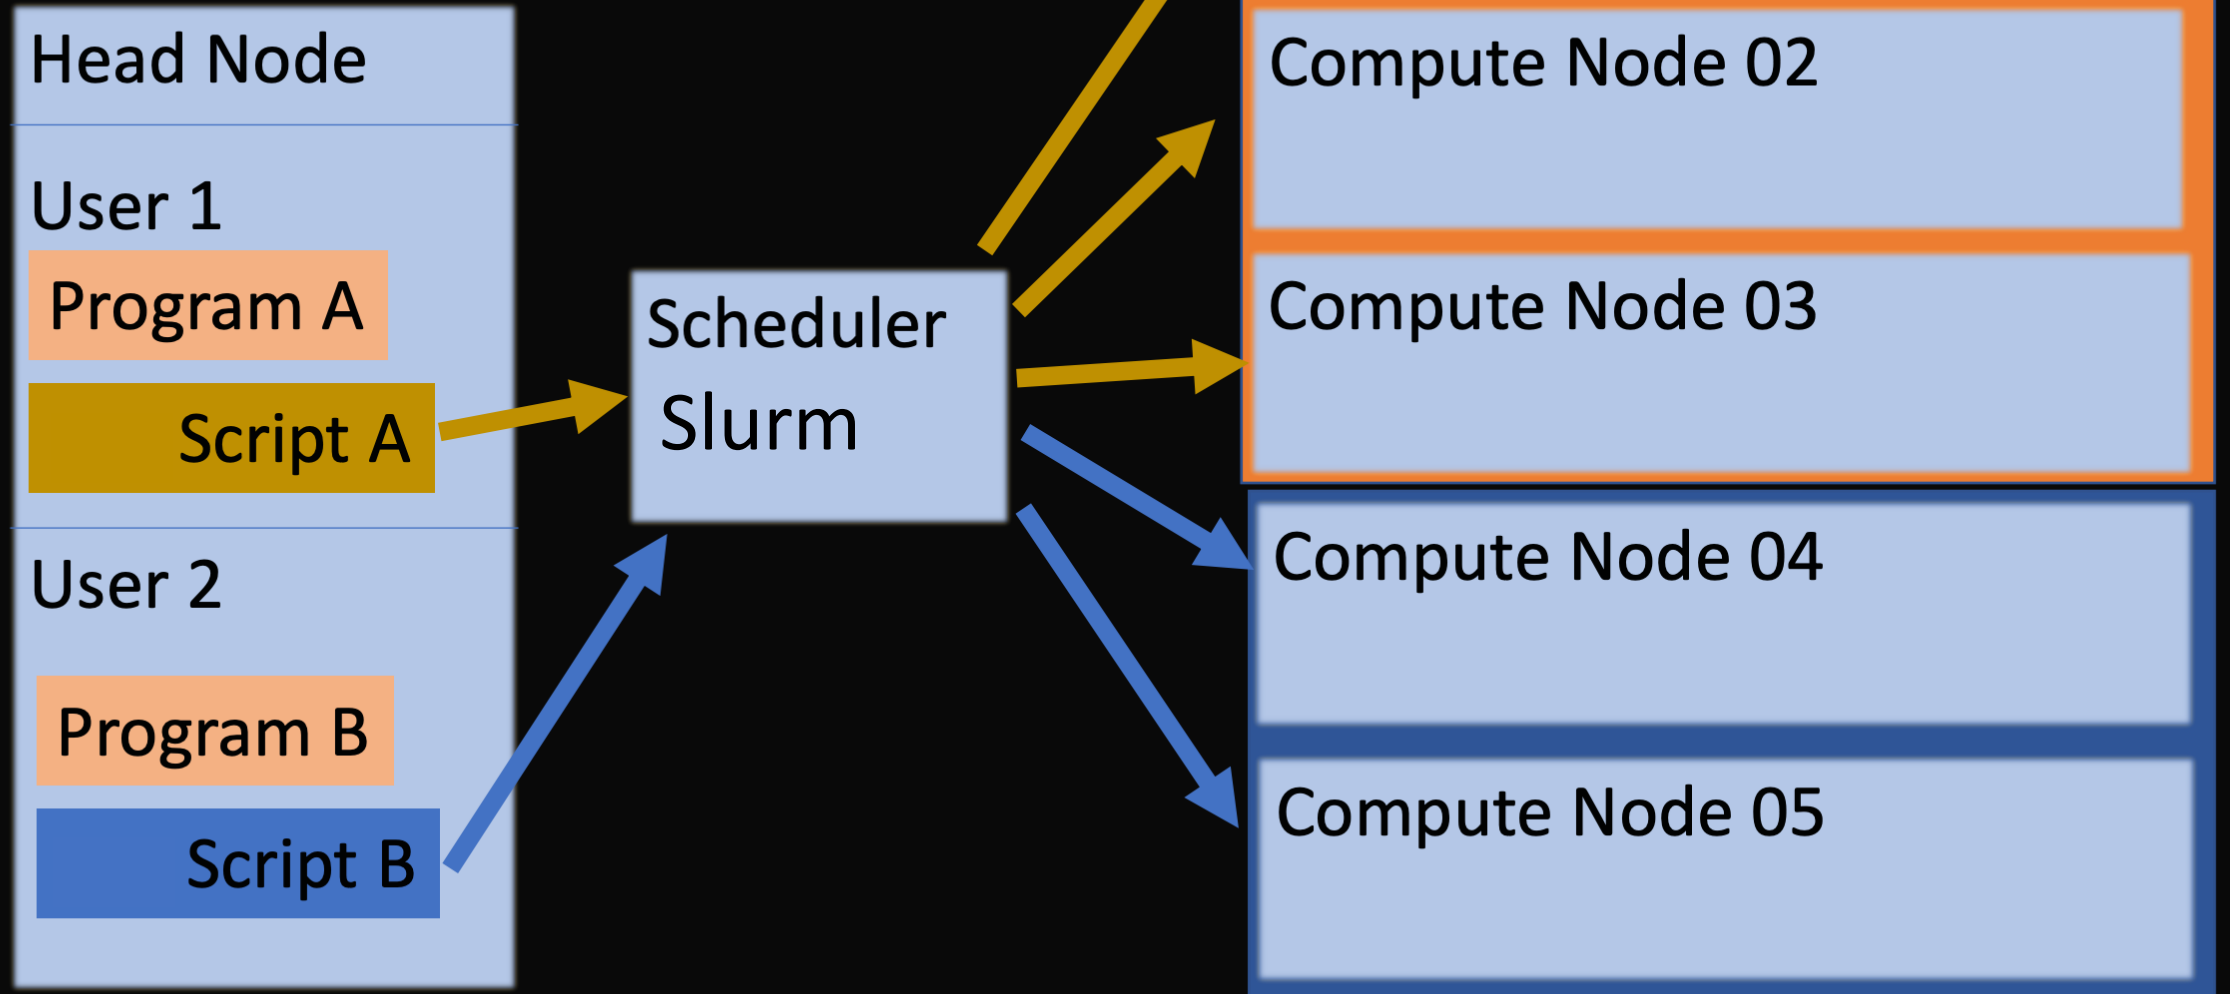 Head Node
User 1
Program A
Script A
User 2
Program B
Script B
Scheduler
Slurm
Compute Node 02
Compute Node 03
Compute Node 04
Compute Node 05